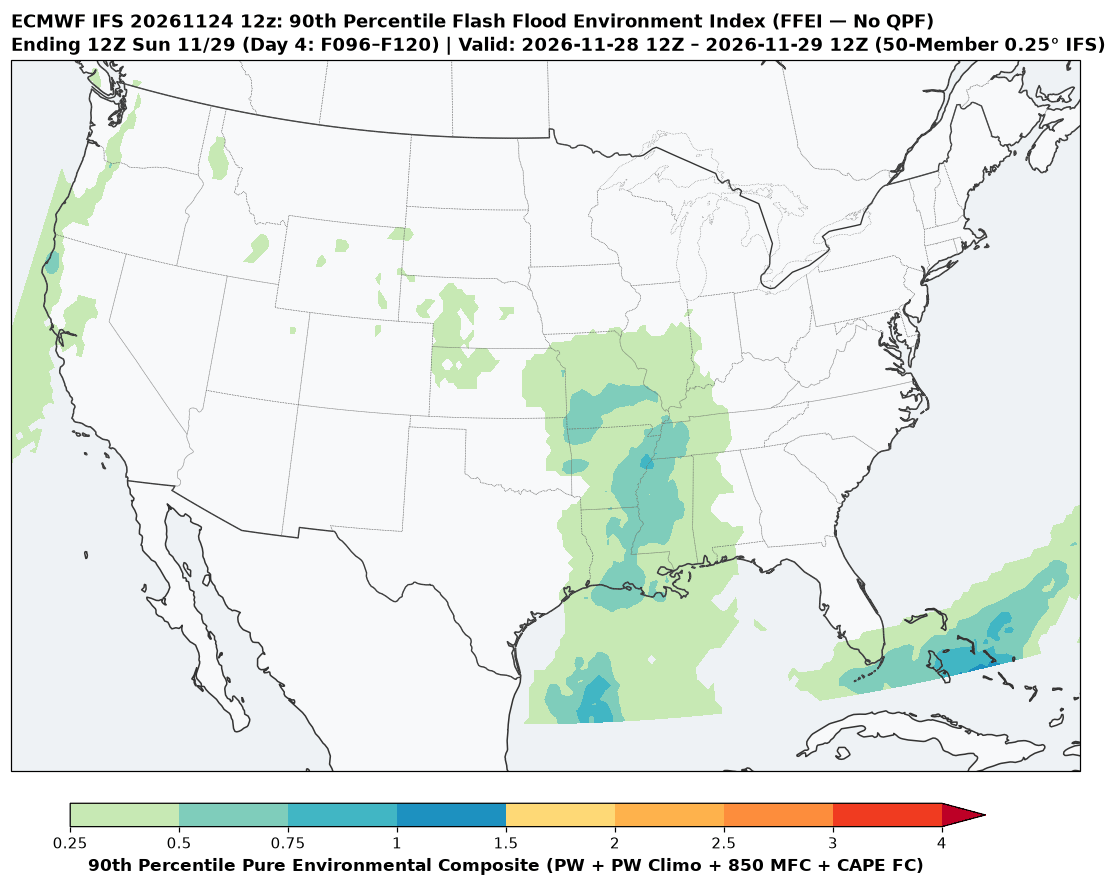 ECMWF IFS 20261124 12z: 90th Percentile Flash Flood Environment Index (FFEI — No QPF)
Ending 12Z Sun 11/29 (Day 4: F096–F120) | Valid: 2026-11-28 12Z – 2026-11-29 12Z (50-Member 0.25° IFS)
0.25 0.5 0.75 1 1.5 2 2.5 3 4
90th Percentile Pure Environmental Composite (PW + PW Climo + 850 MFC + CAPE FC)